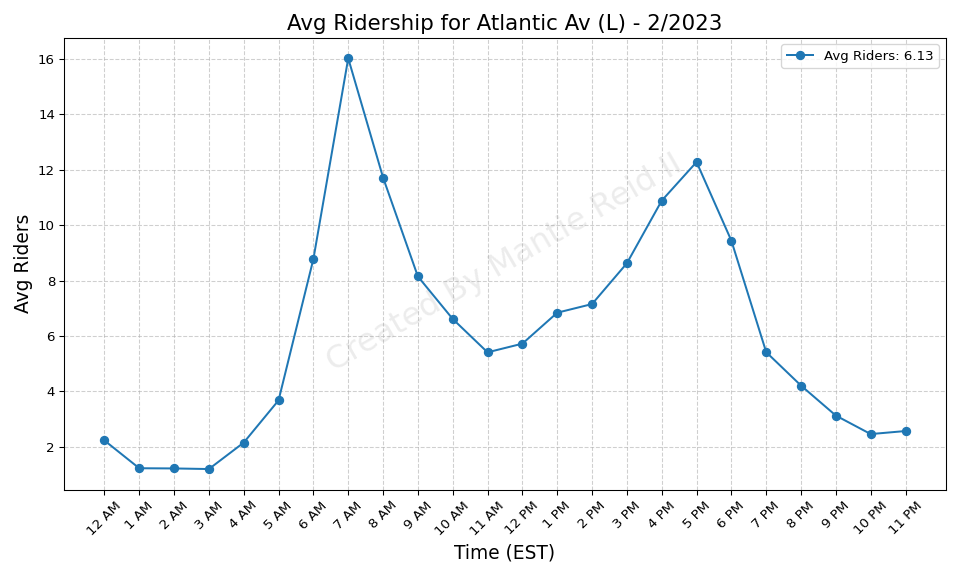 Avg Ridership for Atlantic Av (L) - 2/2023
Avg Riders: 6.13
16
14
12
10
8
6
4
2
Avg Riders
Created By Mantle Reid II
12 AM
1 AM
2 AM
3 AM
4 AM
5 AM
6 AM
7 AM
8 AM
9 AM
10 AM
11 AM
12 PM
1 PM
2 PM
3 PM
4 PM
5 PM
6 PM
7 PM
8 PM
9 PM
10 PM
11 PM
Time (EST)